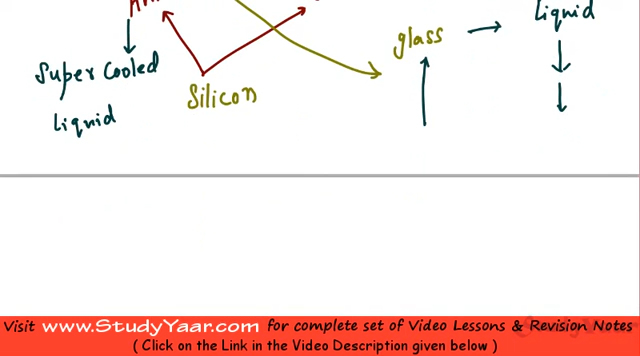 Liquid
glass
Super cooled
Liquid
Silicon
Visit www.StudyYaar.com for complete set of Video Lessons & Revision Notes
( Click on the Link in the Video Description given below )